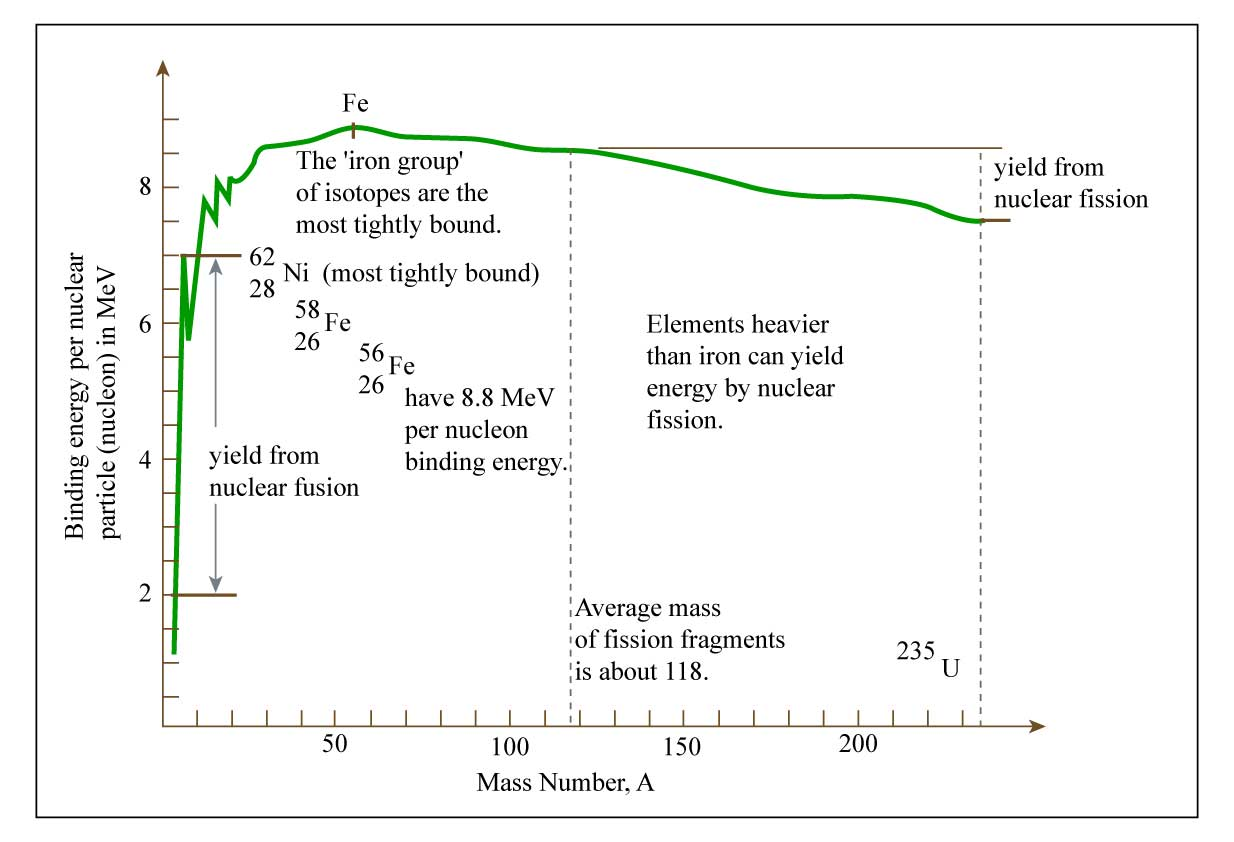 Fe
The 'iron group'
of isotopes are the
most tightly bound.
yield from
nuclear fission
8
6
4
2
Binding energy per nuclear
particle (nucleon) in MeV
62
28
Ni (most tightly bound)
58
26
Fe
56
26
Fe
have 8.8 MeV
per nucleon
binding energy.
yield from
nuclear fusion
Elements heavier
than iron can yield
energy by nuclear
fission.
Average mass
of fission fragments
is about 118.
235
U
50
100
150
200
Mass Number, A